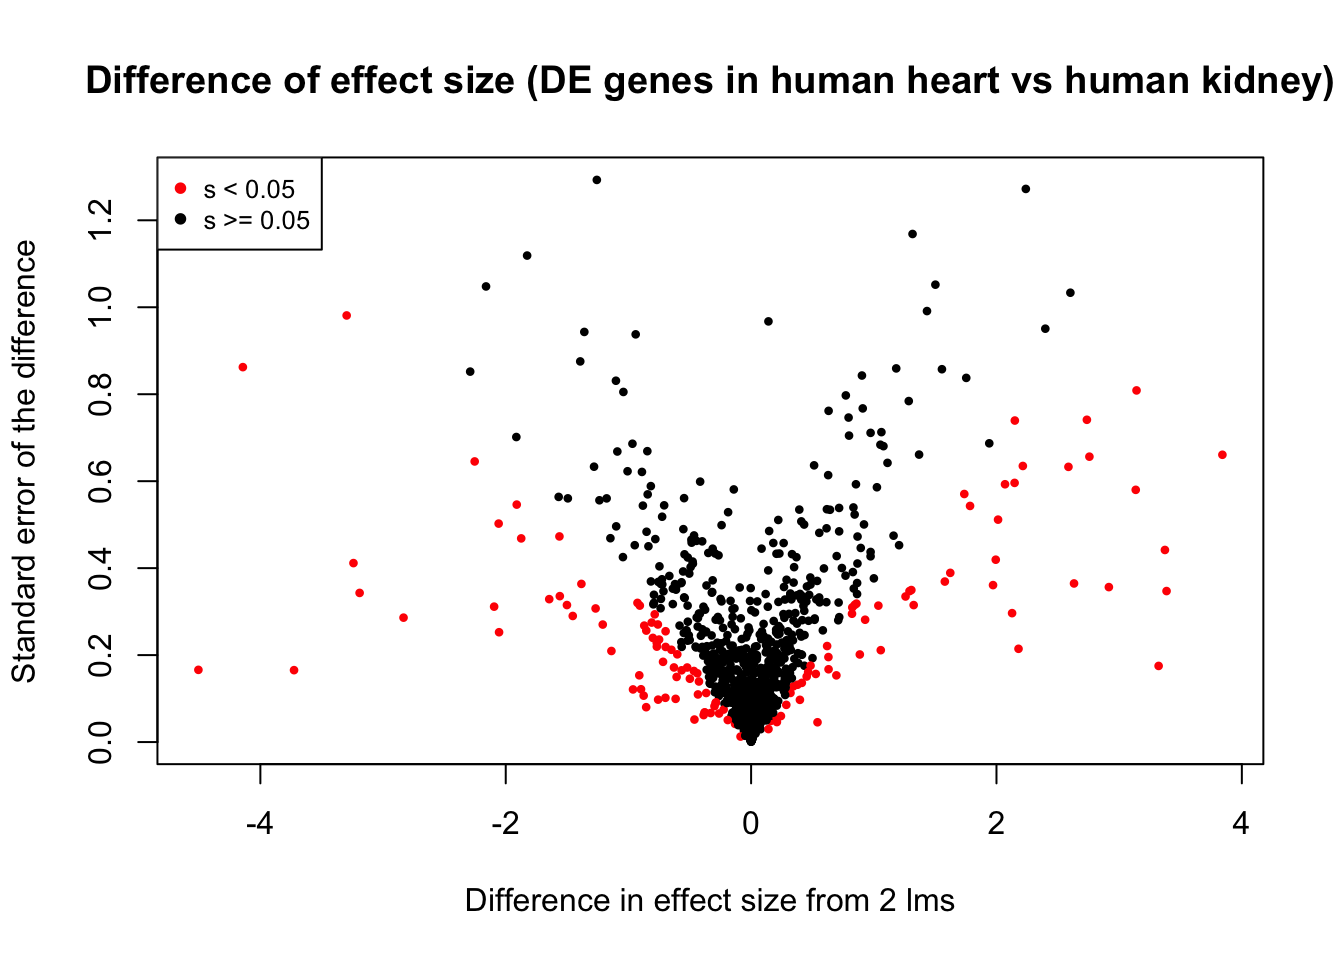 Difference of effect size (DE genes in human heart vs human kidney)
s < 0.05
s >= 0.05
Standard error of the difference
0.0
0.2
0.4
0.6
0.8
1.0
1.2
-4
-2
0
2
4
Difference in effect size from 2 lms